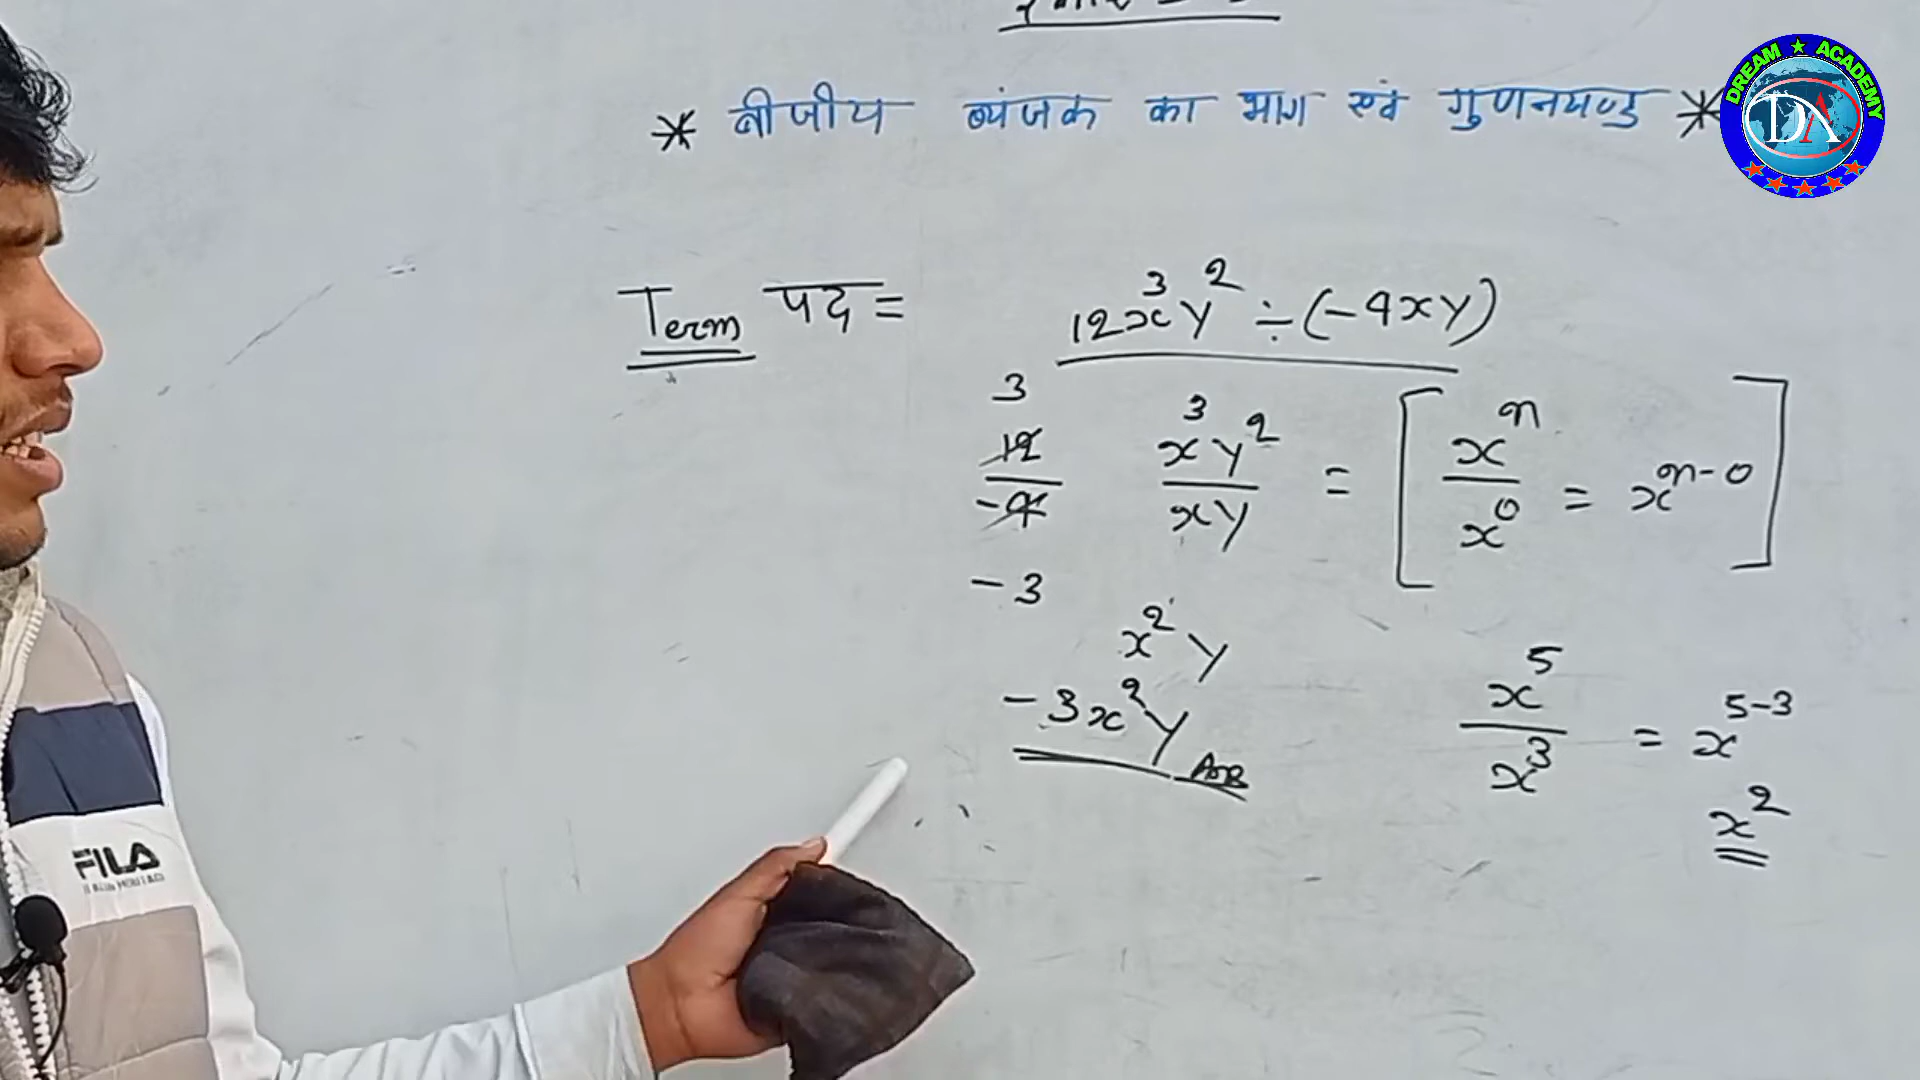 * बीजीय व्यंजक का भाग एवं गुणनखण्ड *
DREAM ★ ACADEMY
DA
Term पद = 12x³y² ÷ (-4xy)
3
12/-4 x³y²/xy = [xⁿ/x⁰ = xⁿ⁻⁰]
-3
x²y
-3x²y Ans
x⁵/x³ = x⁵⁻³
x²
FILA